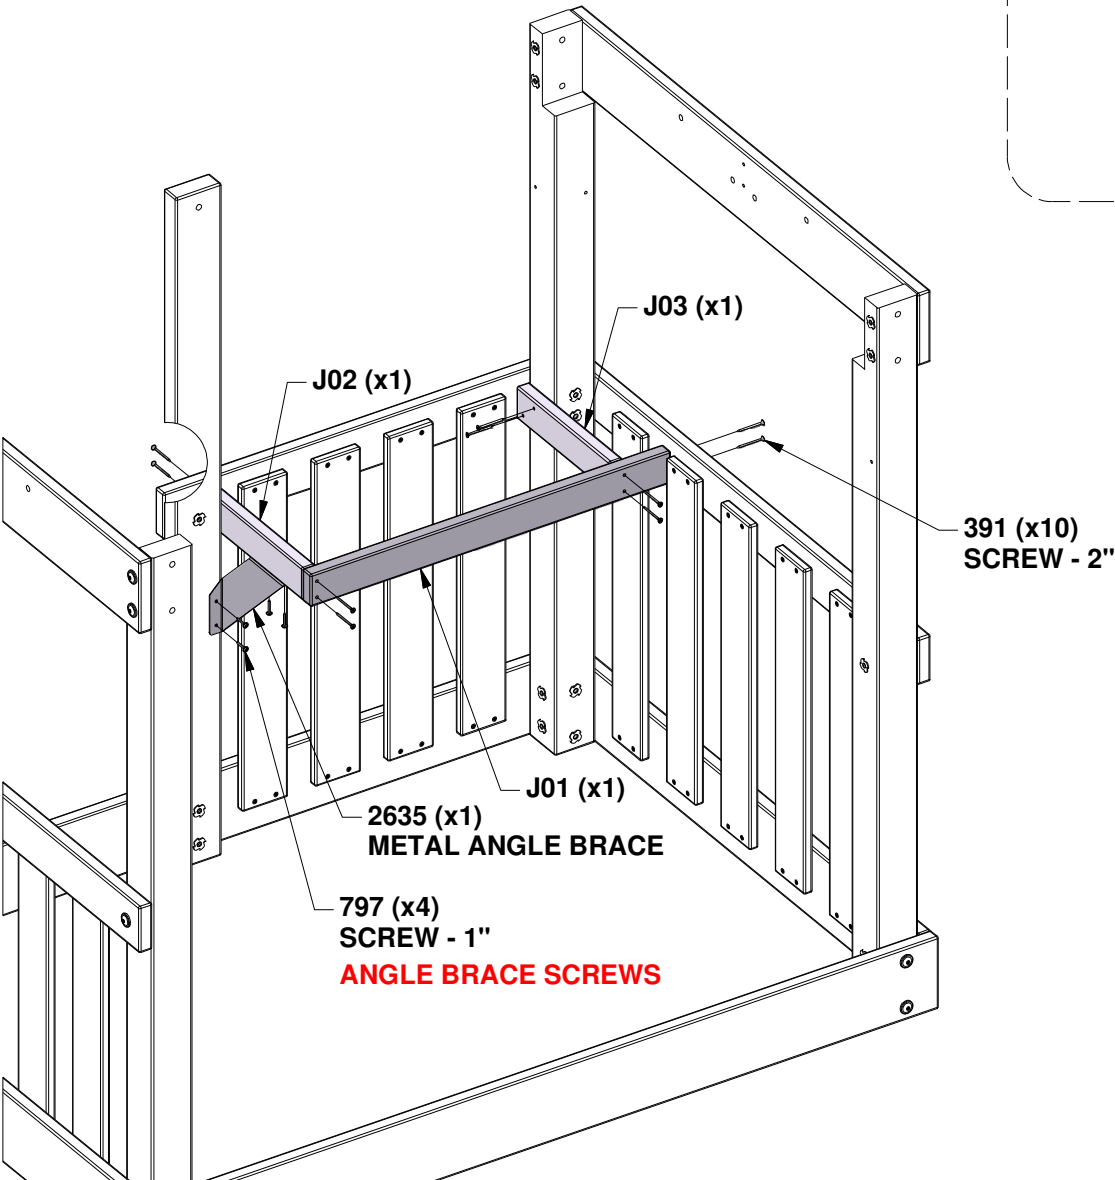 J03 (x1)
J02 (x1)
391 (x10)
SCREW - 2"
J01 (x1)
2635 (x1)
METAL ANGLE BRACE
797 (x4)
SCREW - 1"
ANGLE BRACE SCREWS